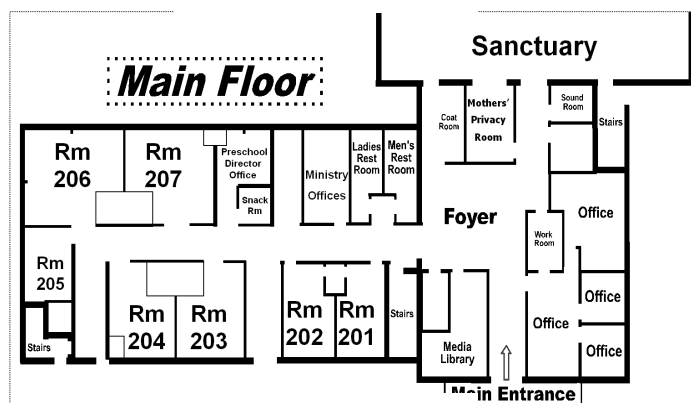 Sanctuary
Main Floor
Coat
Room
Mothers'
Privacy
Room
Sound
Room
Stairs
Rm
206
Rm
207
Preschool
Director
Office
Snack
Rm
Ministry
Offices
Ladies
Rest
Room
Men's
Rest
Room
Foyer
Office
Work
Room
Rm
205
Stairs
Rm
204
Rm
203
Rm
202
Rm
201
Stairs
Media
Library
Office
Office
Office
Main Entrance